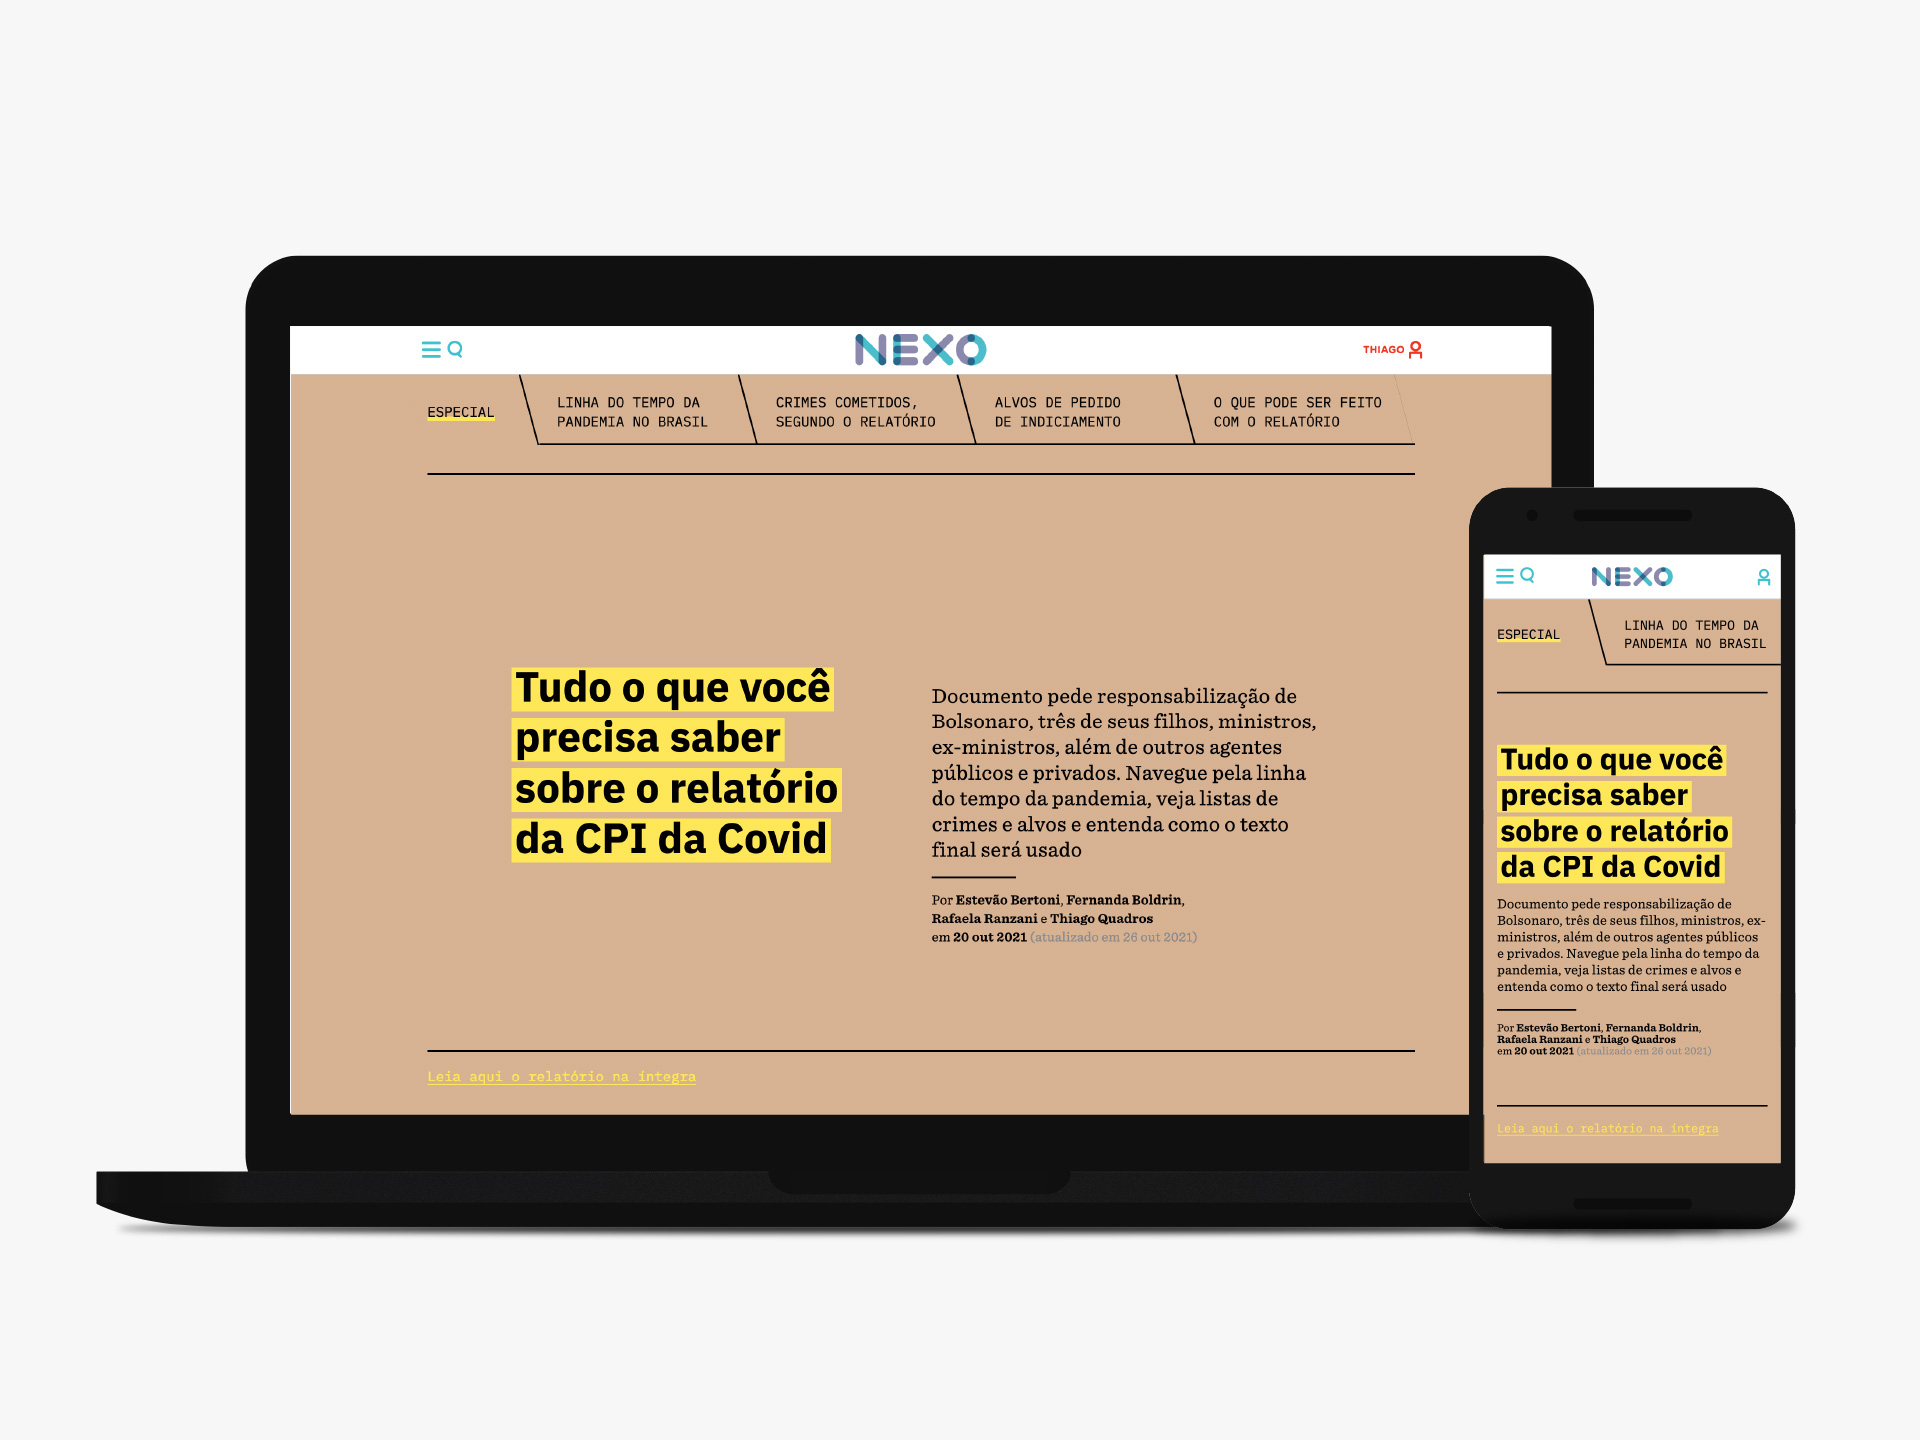 NEXO
THIAGO
ESPECIAL
LINHA DO TEMPO DA
PANDEMIA NO BRASIL
CRIMES COMETIDOS,
SEGUNDO O RELATÓRIO
ALVOS DE PEDIDO
DE INDICIAMENTO
O QUE PODE SER FEITO
COM O RELATÓRIO
Tudo o que você
precisa saber
sobre o relatório
da CPI da Covid
Documento pede responsabilização de
Bolsonaro, três de seus filhos, ministros,
ex-ministros, além de outros agentes
públicos e privados. Navegue pela linha
do tempo da pandemia, veja listas de
crimes e alvos e entenda como o texto
final será usado
Por Estevão Bertoni, Fernanda Boldrin,
Rafaela Ranzani e Thiago Quadros
em 20 out 2021 (atualizado em 26 out 2021)
Leia aqui o relatório na íntegra
NEXO
ESPECIAL
LINHA DO TEMPO DA
PANDEMIA NO BRASIL
Tudo o que você
precisa saber
sobre o relatório
da CPI da Covid
Documento pede responsabilização de
Bolsonaro, três de seus filhos, ministros, ex-
ministros, além de outros agentes públicos
e privados. Navegue pela linha do tempo da
pandemia, veja listas de crimes e alvos e
entenda como o texto final será usado
Por Estevão Bertoni, Fernanda Boldrin,
Rafaela Ranzani e Thiago Quadros
em 20 out 2021 (atualizado em 26 out 2021)
Leia aqui o relatório na íntegra